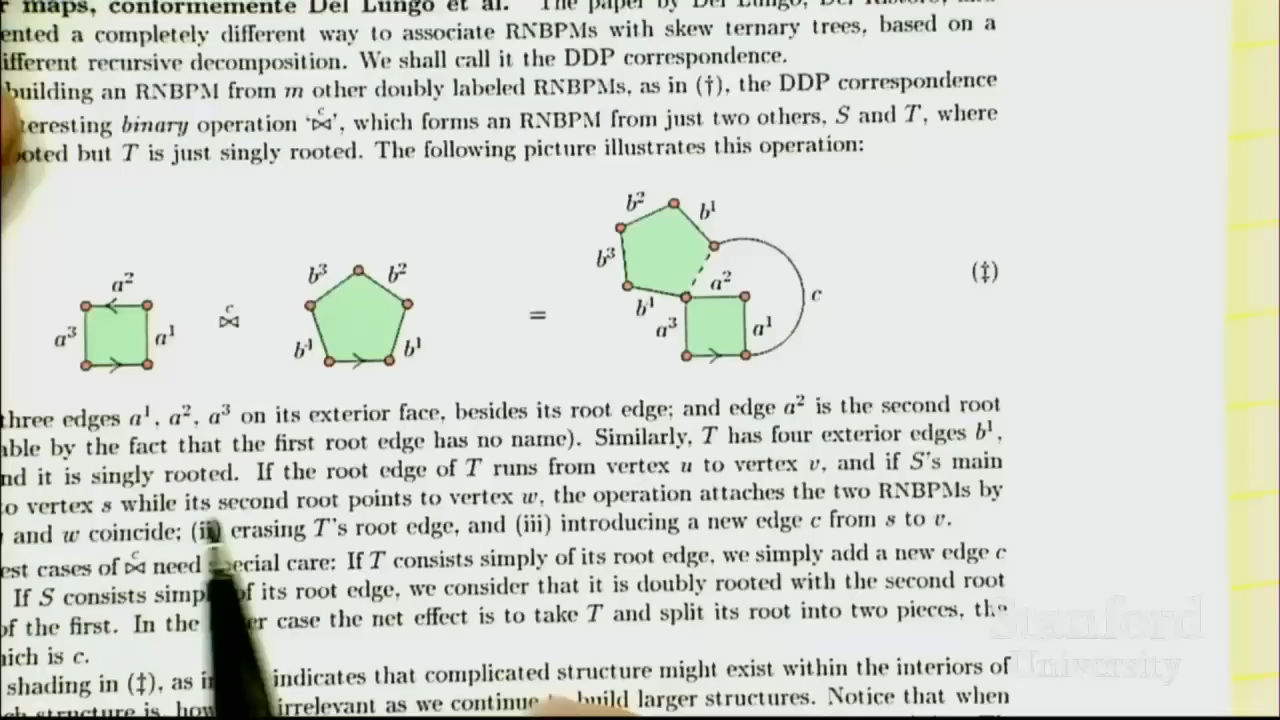 maps, conformemente Del Lungo et al. The paper by Del Lungo, Del
ented a completely different way to associate RNBPMs with skew ternary trees, based on a
ifferent recursive decomposition. We shall call it the DDP correspondence.
building an RNBPM from m other doubly labeled RNBPMs, as in (†), the DDP correspondence
teresting binary operation '⋈ᶜ', which forms an RNBPM from just two others, S and T, where
ooted but T is just singly rooted. The following picture illustrates this operation:
b² b¹
b³ a² c (‡)
b¹ a³ a¹
a² b³ b²
a³ a¹ c ⋈ =
b¹ b¹
three edges a¹, a², a³ on its exterior face, besides its root edge; and edge a² is the second root
able by the fact that the first root edge has no name). Similarly, T has four exterior edges b¹,
nd it is singly rooted. If the root edge of T runs from vertex u to vertex v, and if S's main
o vertex s while its second root points to vertex w, the operation attaches the two RNBPMs by
and w coincide; (ii) erasing T's root edge, and (iii) introducing a new edge c from s to v.
est cases of ⋈ᶜ need ecial care: If T consists simply of its root edge, we simply add a new edge c
If S consists simpl of its root edge, we consider that it is doubly rooted with the second root
of the first. In the er case the net effect is to take T and split its root into two pieces, the
ich is c.
shading in (‡), as i indicates that complicated structure might exist within the interiors of
structure is, how irrelevant as we continue build larger structures. Notice that when
Stanford
University